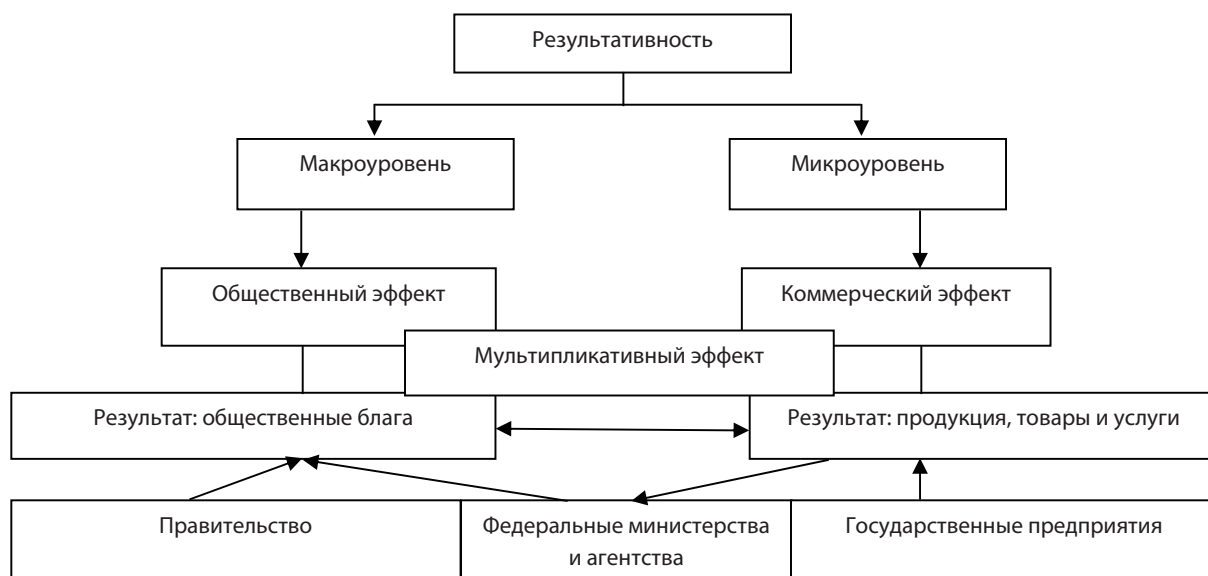 Результативность
Макроуровень
Микроуровень
Общественный эффект
Коммерческий эффект
Мультипликативный эффект
Результат: общественные блага
Результат: продукция, товары и услуги
Правительство
Федеральные министерства
и агентства
Государственные предприятия